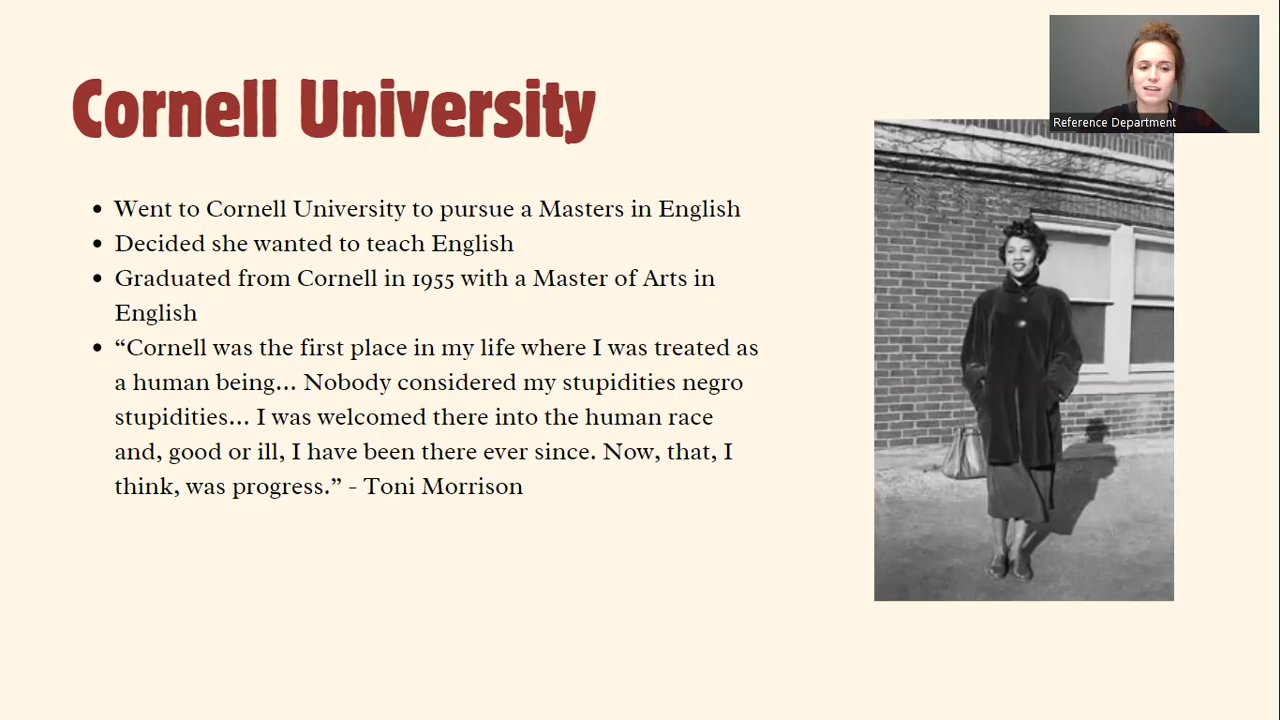 Cornell University
Reference Department
Went to Cornell University to pursue a Masters in English
Decided she wanted to teach English
Graduated from Cornell in 1955 with a Master of Arts in
English
“Cornell was the first place in my life where I was treated as
a human being... Nobody considered my stupidities negro
stupidities... I was welcomed there into the human race
and, good or ill, I have been there ever since. Now, that, I
think, was progress.” - Toni Morrison